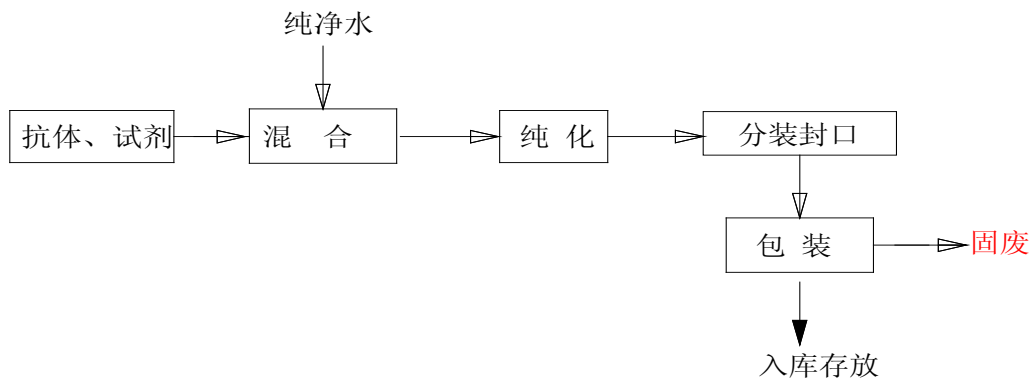 纯净水
抗体、试剂
混 合
纯 化
分装封口
包 装
固废
入库存放